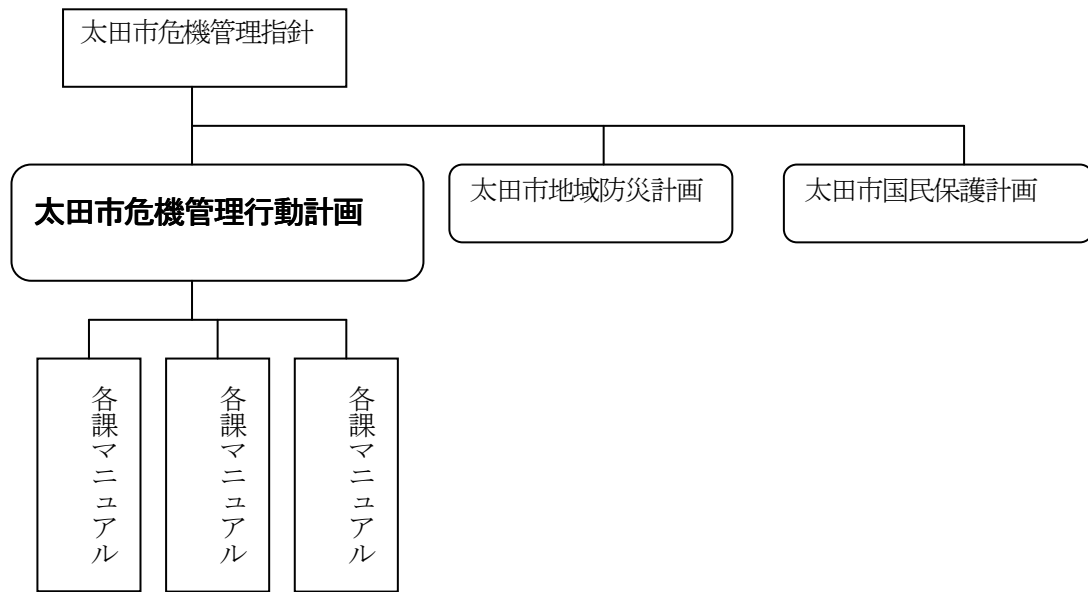 太田市危機管理指針
太田市危機管理行動計画
太田市地域防災計画
太田市国民保護計画
各課マニュアル
各課マニュアル
各課マニュアル